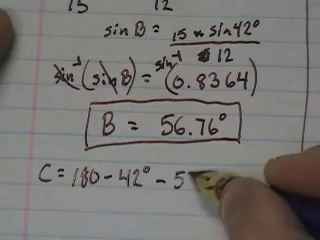 15 12
sin B = 15 * sin 42°
12
sin⁻¹ (sin B) = sin⁻¹ (0.8364)
B = 56.76°
C = 180 - 42° - 5